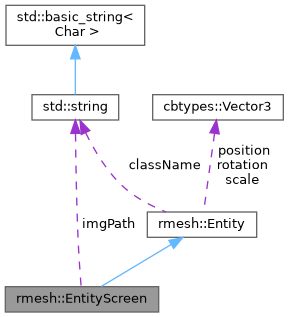 std::basic_string<
Char >
std::string
cbtypes::Vector3
className
position
rotation
scale
imgPath
rmesh::Entity
rmesh::EntityScreen